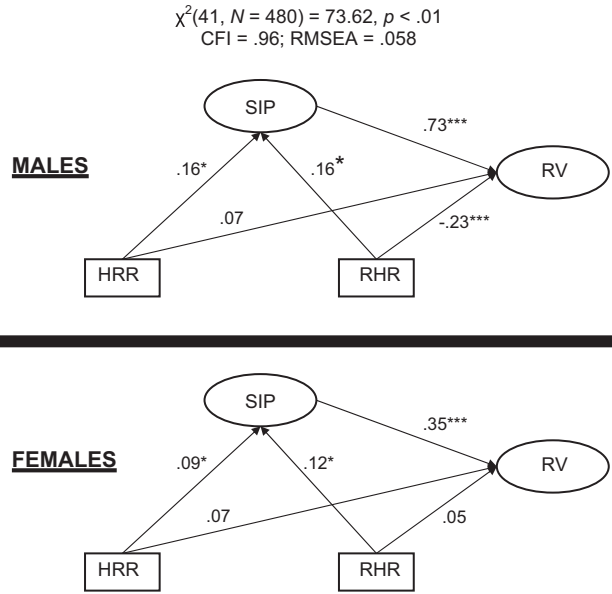 χ²(41, N = 480) = 73.62, p < .01
CFI = .96; RMSEA = .058
SIP
.73***
MALES
.16*
.16*
RV
.07
-.23***
HRR
RHR
SIP
.35***
FEMALES
.09*
.12*
RV
.07
.05
HRR
RHR